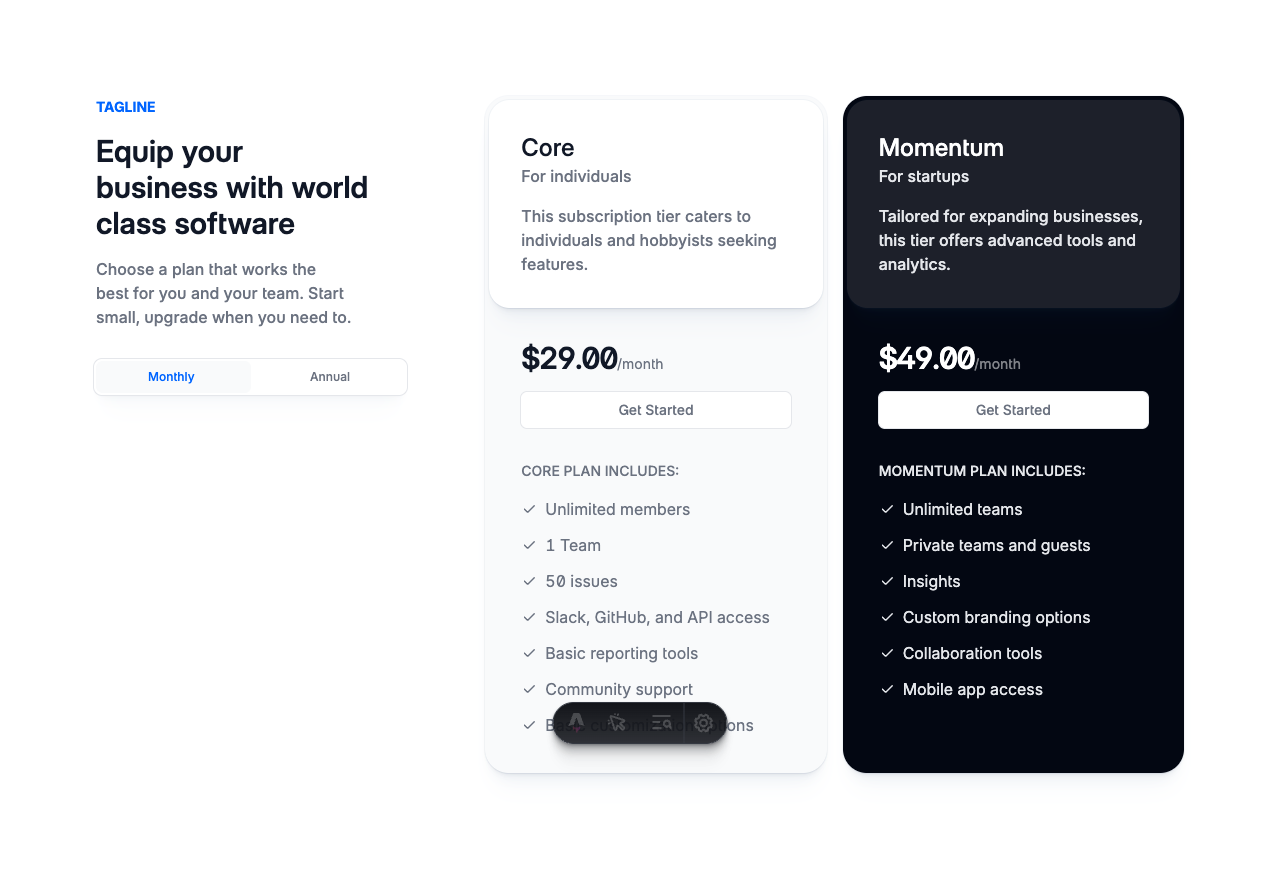 TAGLINE
Equip your
business with world
class software
Choose a plan that works the
best for you and your team. Start
small, upgrade when you need to.
Monthly
Annual
Core
For individuals
This subscription tier caters to
individuals and hobbyists seeking
features.
$29.00/month
Get Started
CORE PLAN INCLUDES:
Unlimited members
1 Team
50 issues
Slack, GitHub, and API access
Basic reporting tools
Community support
Momentum
For startups
Tailored for expanding businesses,
this tier offers advanced tools and
analytics.
$49.00/month
Get Started
MOMENTUM PLAN INCLUDES:
Unlimited teams
Private teams and guests
Insights
Custom branding options
Collaboration tools
Mobile app access